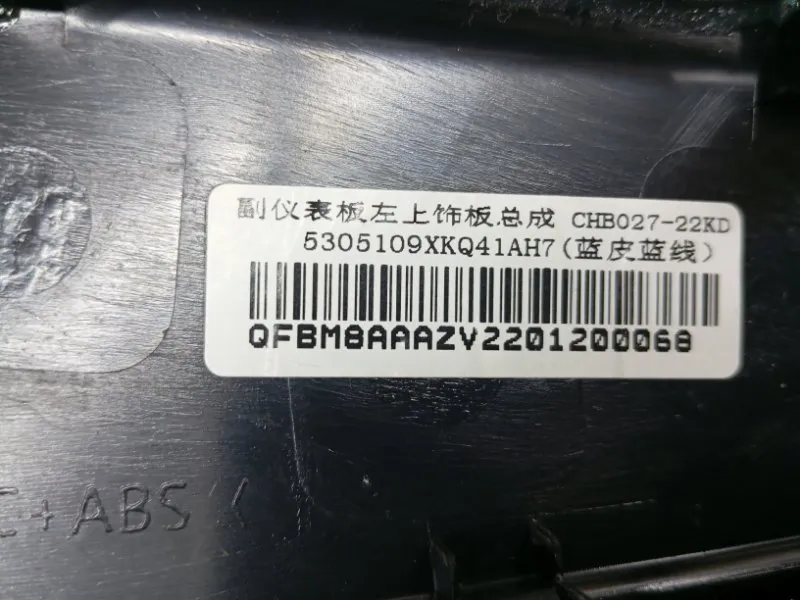 副仪表板左上饰板总成 CHB027-22KD
5305109XKQ41AH7(蓝皮蓝线)
QFBM8AAAZV2201200068
+ABS